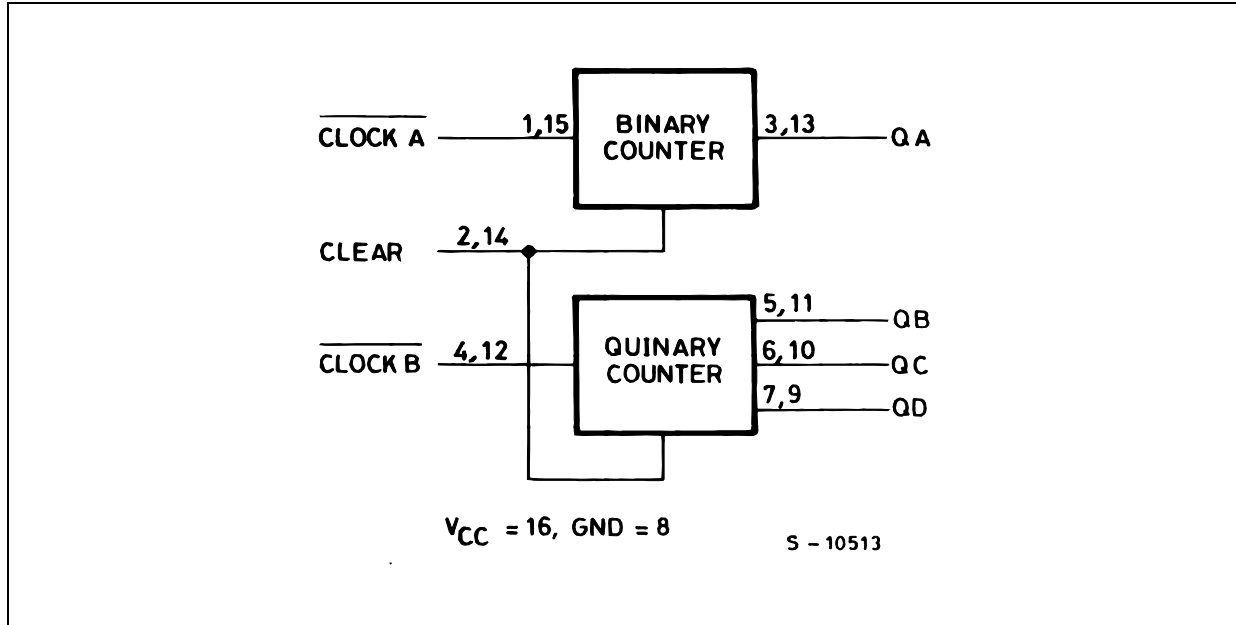 CLOCK A
1,15
BINARY
COUNTER
3,13
QA
CLEAR
2,14
CLOCK B
4,12
QUINARY
COUNTER
5,11
QB
6,10
QC
7,9
QD
VCC = 16, GND = 8
S - 10513